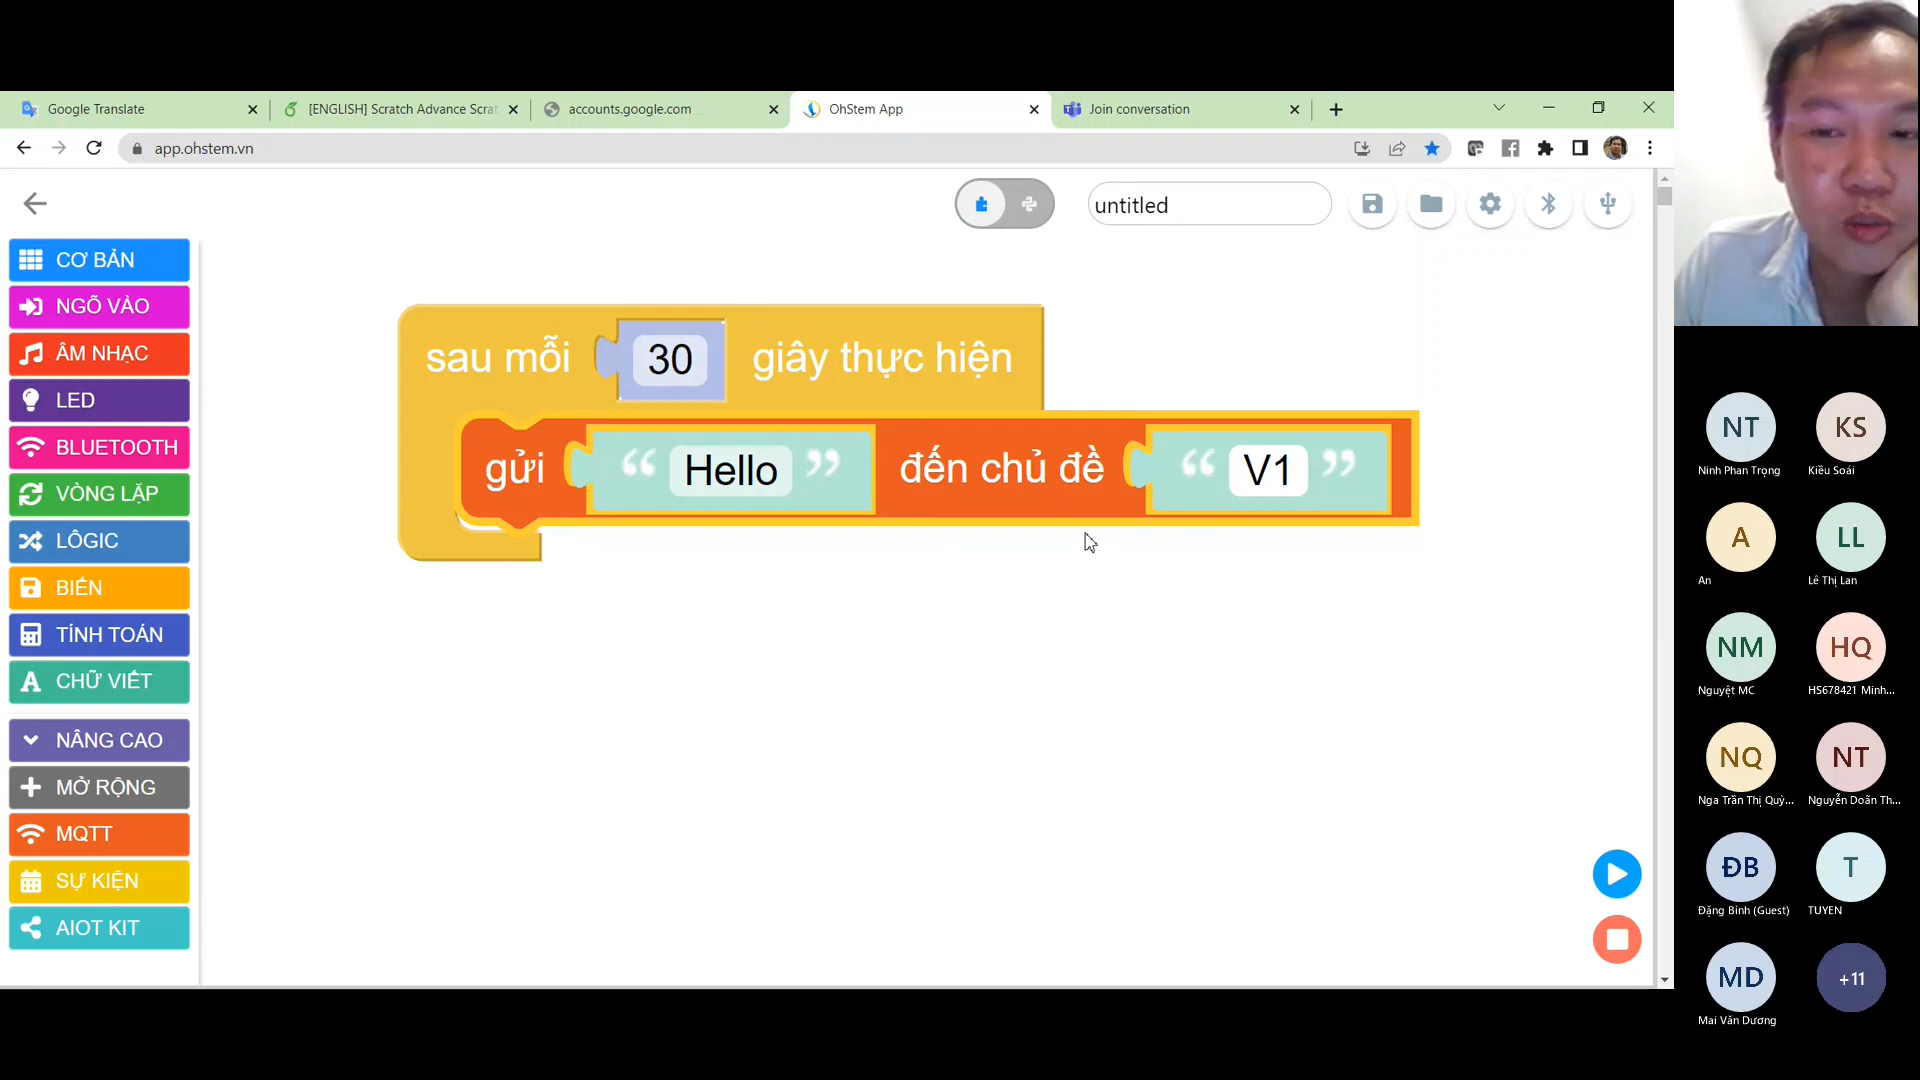 Google Translate
[ENGLISH] Scratch Advance Scrat
accounts.google.com
OhStem App
Join conversation
app.ohstem.vn
untitled
CƠ BẢN
NGÕ VÀO
ÂM NHẠC
LED
BLUETOOTH
VÒNG LẶP
LÔGIC
BIẾN
TÍNH TOÁN
CHỮ VIẾT
NÂNG CAO
MỞ RỘNG
MQTT
SỰ KIỆN
AIOT KIT
sau mỗi 30 giây thực hiện
gửi “ Hello ” đến chủ đề “ V1 ”
NT
Ninh Phan Trọng
KS
Kiều Soái
A
An
LL
Lê Thị Lan
NM
Nguyệt MC
HQ
HS678421 Minh...
NQ
Nga Trần Thị Quỳ...
NT
Nguyễn Doãn Th...
ĐB
Đặng Bình (Guest)
T
TUYEN
MD
Mai Văn Dương
+11